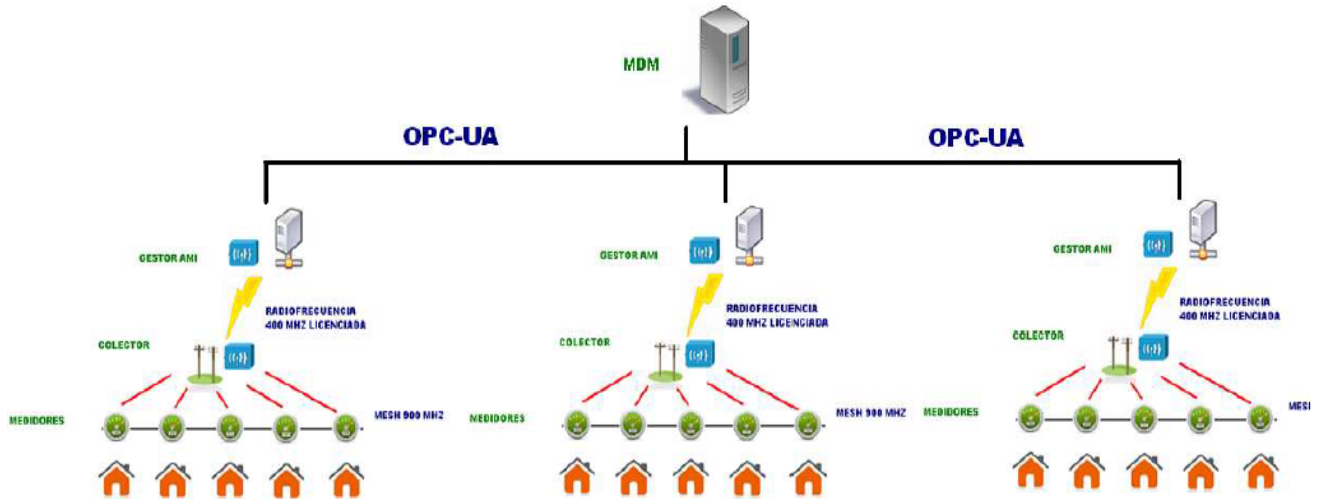 MDM
OPC-UA
OPC-UA
GESTOR AMI
RADIOFRECUENCIA
400 MHZ LICENCIADA
COLECTOR
MEDIDORES
MESH 900 MHZ
GESTOR AMI
RADIOFRECUENCIA
400 MHZ LICENCIADA
COLECTOR
MEDIDORES
MESH 900 MHZ
GESTOR AMI
RADIOFRECUENCIA
400 MHZ LICENCIADA
COLECTOR
MEDIDORES
MESI